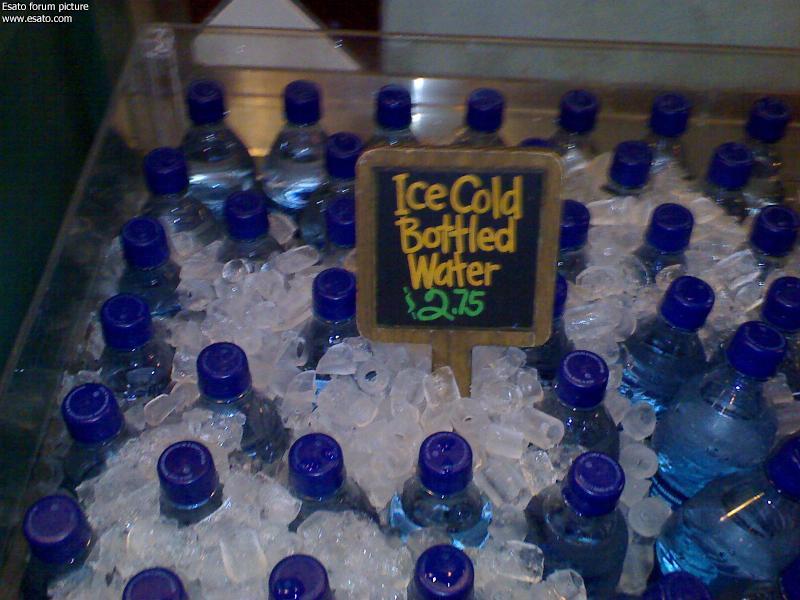 Esato forum picture
www.esato.com
Ice Cold
Bottled
Water
$2.75